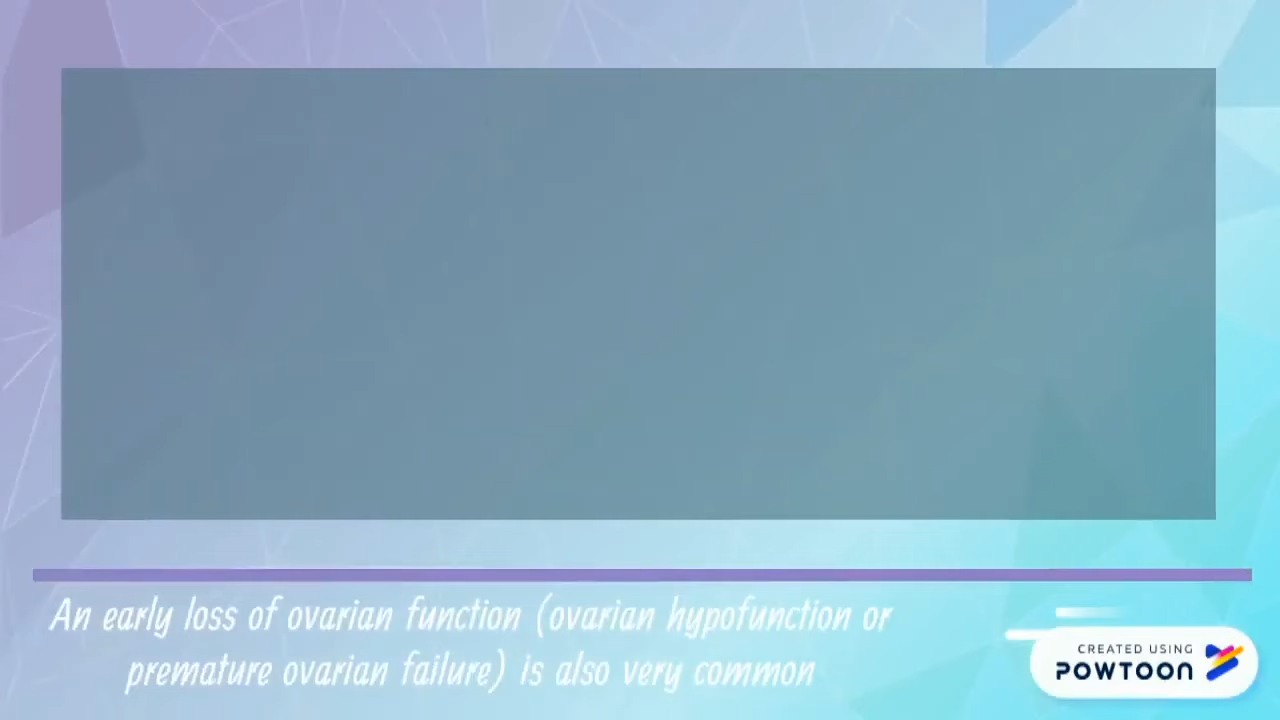 An early loss of ovarian function (ovarian hypofunction or
premature ovarian failure) is also very common
CREATED USING
POWTOON